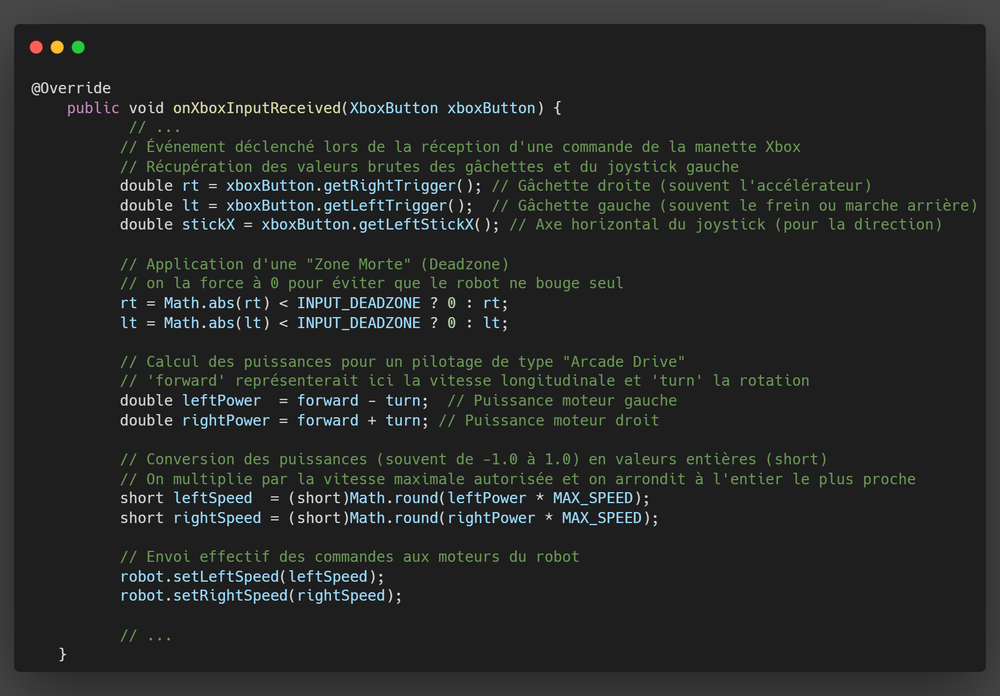 @Override
    public void onXboxInputReceived(XboxButton xboxButton) {
           // ...
          // Événement déclenché lors de la réception d'une commande de la manette Xbox
          // Récupération des valeurs brutes des gâchettes et du joystick gauche
          double rt = xboxButton.getRightTrigger(); // Gâchette droite (souvent l'accélérateur)
          double lt = xboxButton.getLeftTrigger();  // Gâchette gauche (souvent le frein ou marche arrière)
          double stickX = xboxButton.getLeftStickX(); // Axe horizontal du joystick (pour la direction)

          // Application d'une "Zone Morte" (Deadzone)
          // on la force à 0 pour éviter que le robot ne bouge seul
          rt = Math.abs(rt) < INPUT_DEADZONE ? 0 : rt;
          lt = Math.abs(lt) < INPUT_DEADZONE ? 0 : lt;

          // Calcul des puissances pour un pilotage de type "Arcade Drive"
          // 'forward' représenterait ici la vitesse longitudinale et 'turn' la rotation
          double leftPower  = forward - turn;  // Puissance moteur gauche
          double rightPower = forward + turn; // Puissance moteur droit

          // Conversion des puissances (souvent de -1.0 à 1.0) en valeurs entières (short)
          // On multiplie par la vitesse maximale autorisée et on arrondit à l'entier le plus proche
          short leftSpeed  = (short)Math.round(leftPower * MAX_SPEED);
          short rightSpeed = (short)Math.round(rightPower * MAX_SPEED);

          // Envoi effectif des commandes aux moteurs du robot
          robot.setLeftSpeed(leftSpeed);
          robot.setRightSpeed(rightSpeed);

          // ...
   }